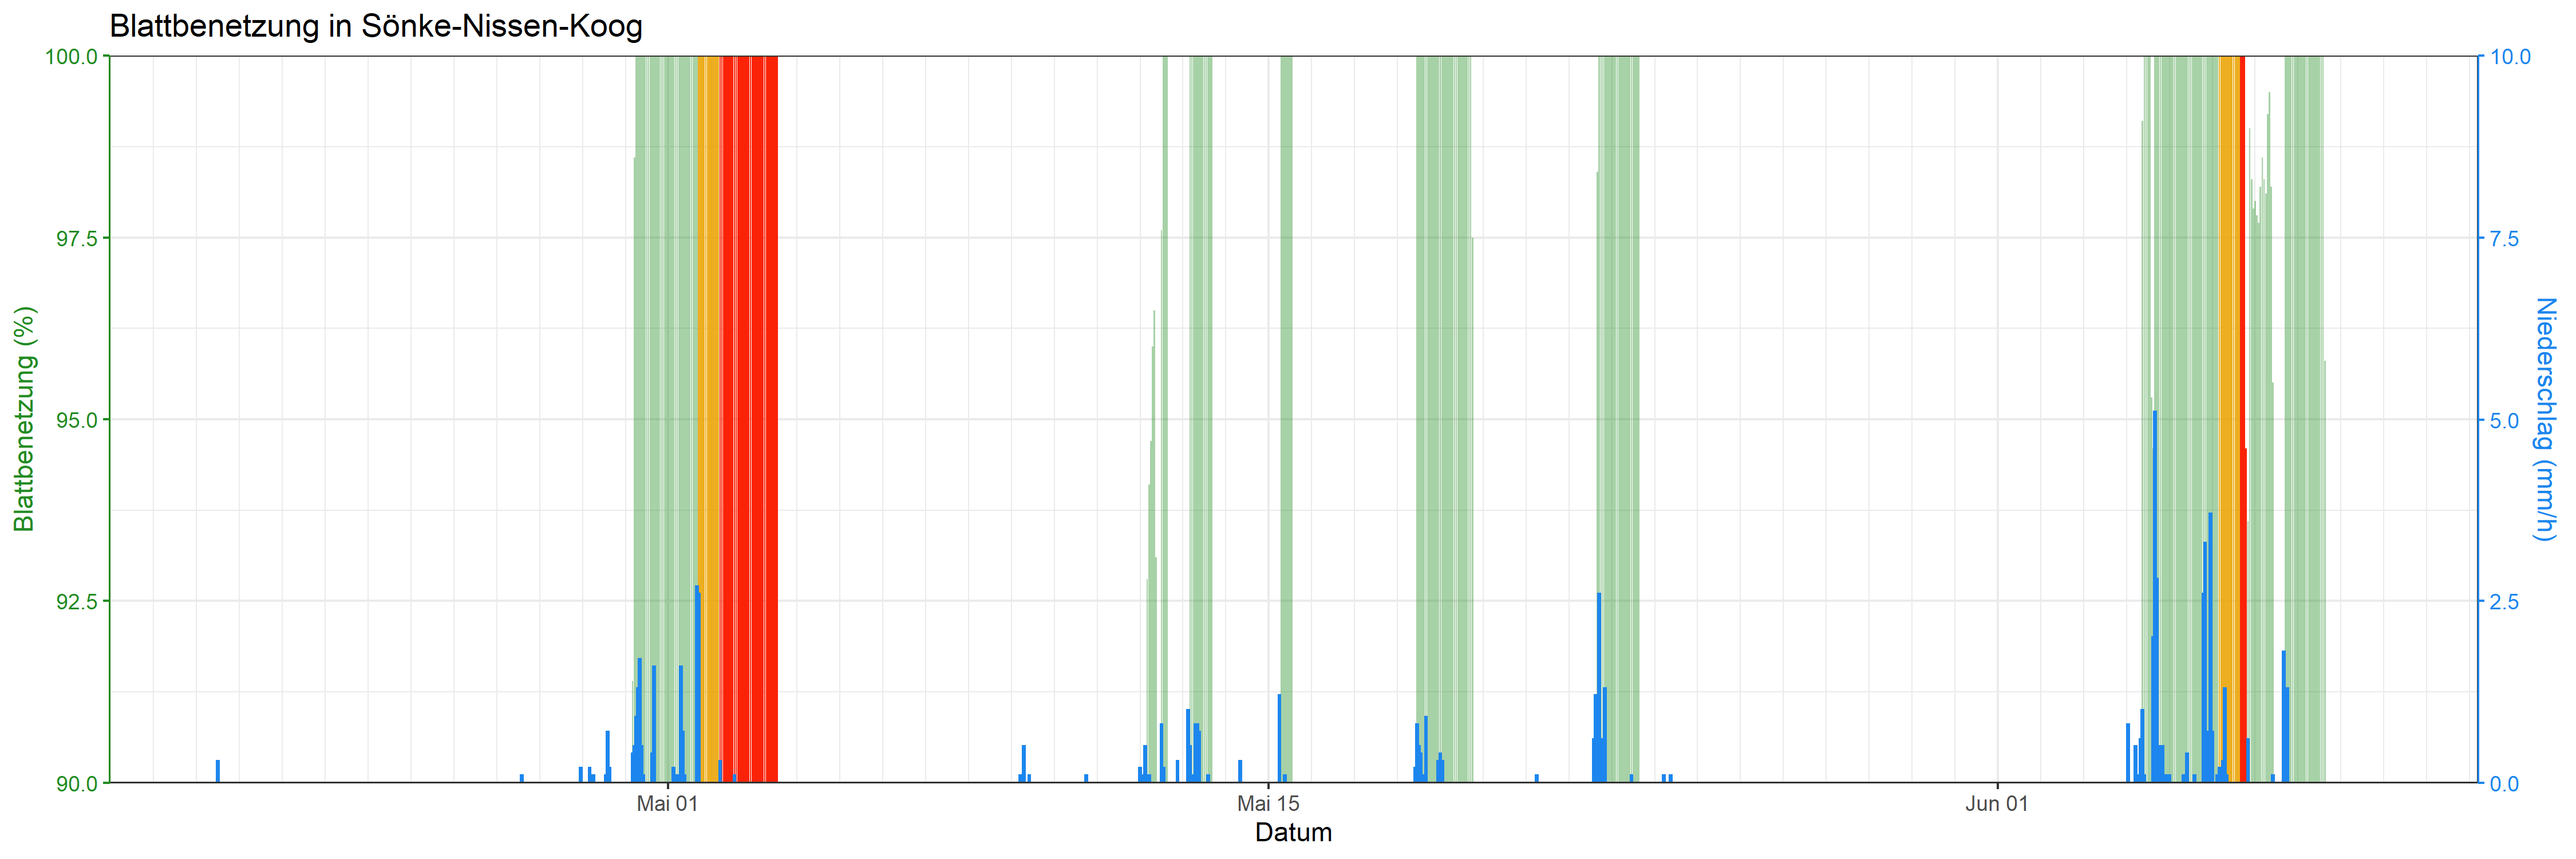 Blattbenetzung in Sönke-Nissen-Koog
100.0
97.5
95.0
92.5
90.0
Blattbenetzung (%)
10.0
7.5
5.0
2.5
0.0
Niederschlag (mm/h)
Mai 01
Mai 15
Jun 01
Datum